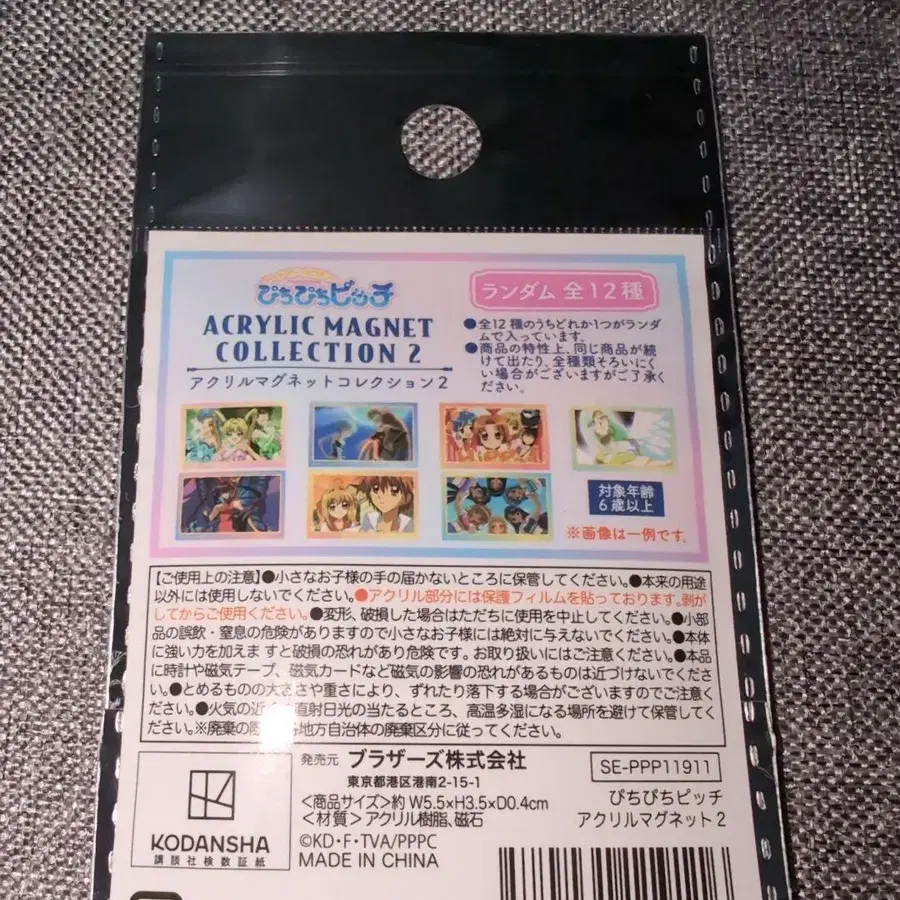 ぴちぴちピッチ
ACRYLIC MAGNET
COLLECTION 2
アクリルマグネットコレクション2
ランダム 全12種
●全12種のうちどれか1つがランダ
ムで入っています。
●商品の特性上、同じ商品が続
けて出たり、全種類そろいにく
い場合がございますがご了承く
ださい。
対象年齢
6歳以上
※画像は一例です。
【ご使用上の注意】●小さなお子様の手の届かないところに保管してください。●本来の用途
以外には使用しないでください。●アクリル部分には保護フィルムを貼っております。剥が
してからご使用ください。●変形、破損した場合はただちに使用を中止してください。●小部
品の誤飲・窒息の危険がありますので小さなお子様には絶対に与えないでください。●本体
に強い力を加えますと破損の恐れがあり危険です。お取り扱いにはご注意ください。●本品
に時計や磁気テープ、磁気カードなど磁気の影響の恐れがあるものは近づけないでくださ
い。●とめるものの大きさや重さにより、ずれたり落下する場合がございますのでご注意く
●火気の近 直射日光の当たるところ、高温多湿になる場所を避けて保管してく
ださい。※廃棄の際 地方自治体の廃棄区分に従ってください。
KODANSHA
講談社検数証紙
発売元 ブラザーズ株式会社
東京都港区港南2-15-1
<商品サイズ>約 W5.5×H3.5×D0.4cm
<材質>アクリル樹脂、磁石
©KD・F・TVA/PPPC
MADE IN CHINA
SE-PPP11911
ぴちぴちピッチ
アクリルマグネット2